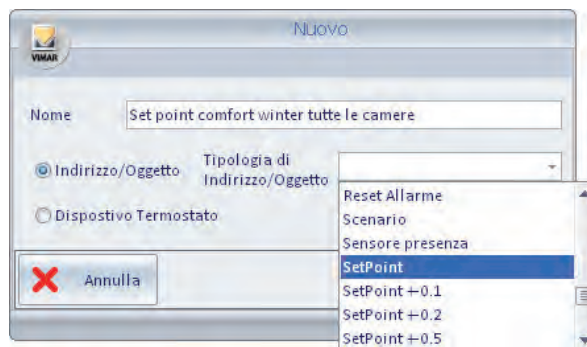 Nuovo
VIMAR
Nome Set point comfort winter tutte le camere
Indirizzo/Oggetto
Tipologia di
Indirizzo/Oggetto
Dispostivo Termostato
Reset Allarme
Scenario
Sensore presenza
SetPoint
SetPoint +-0.1
SetPoint +-0.2
SetPoint +-0.5
Annulla